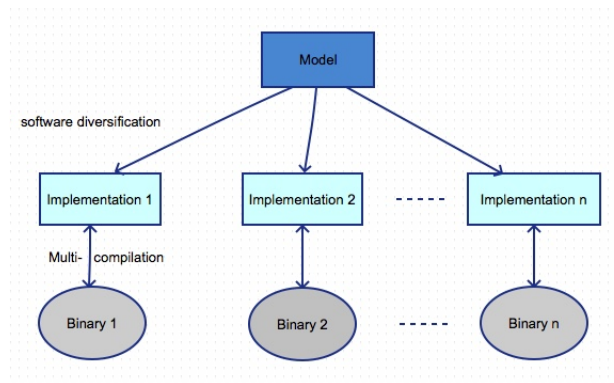 Model
software diversification
Implementation 1
Implementation 2
Implementation n
Multi- compilation
Binary 1
Binary 2
Binary n